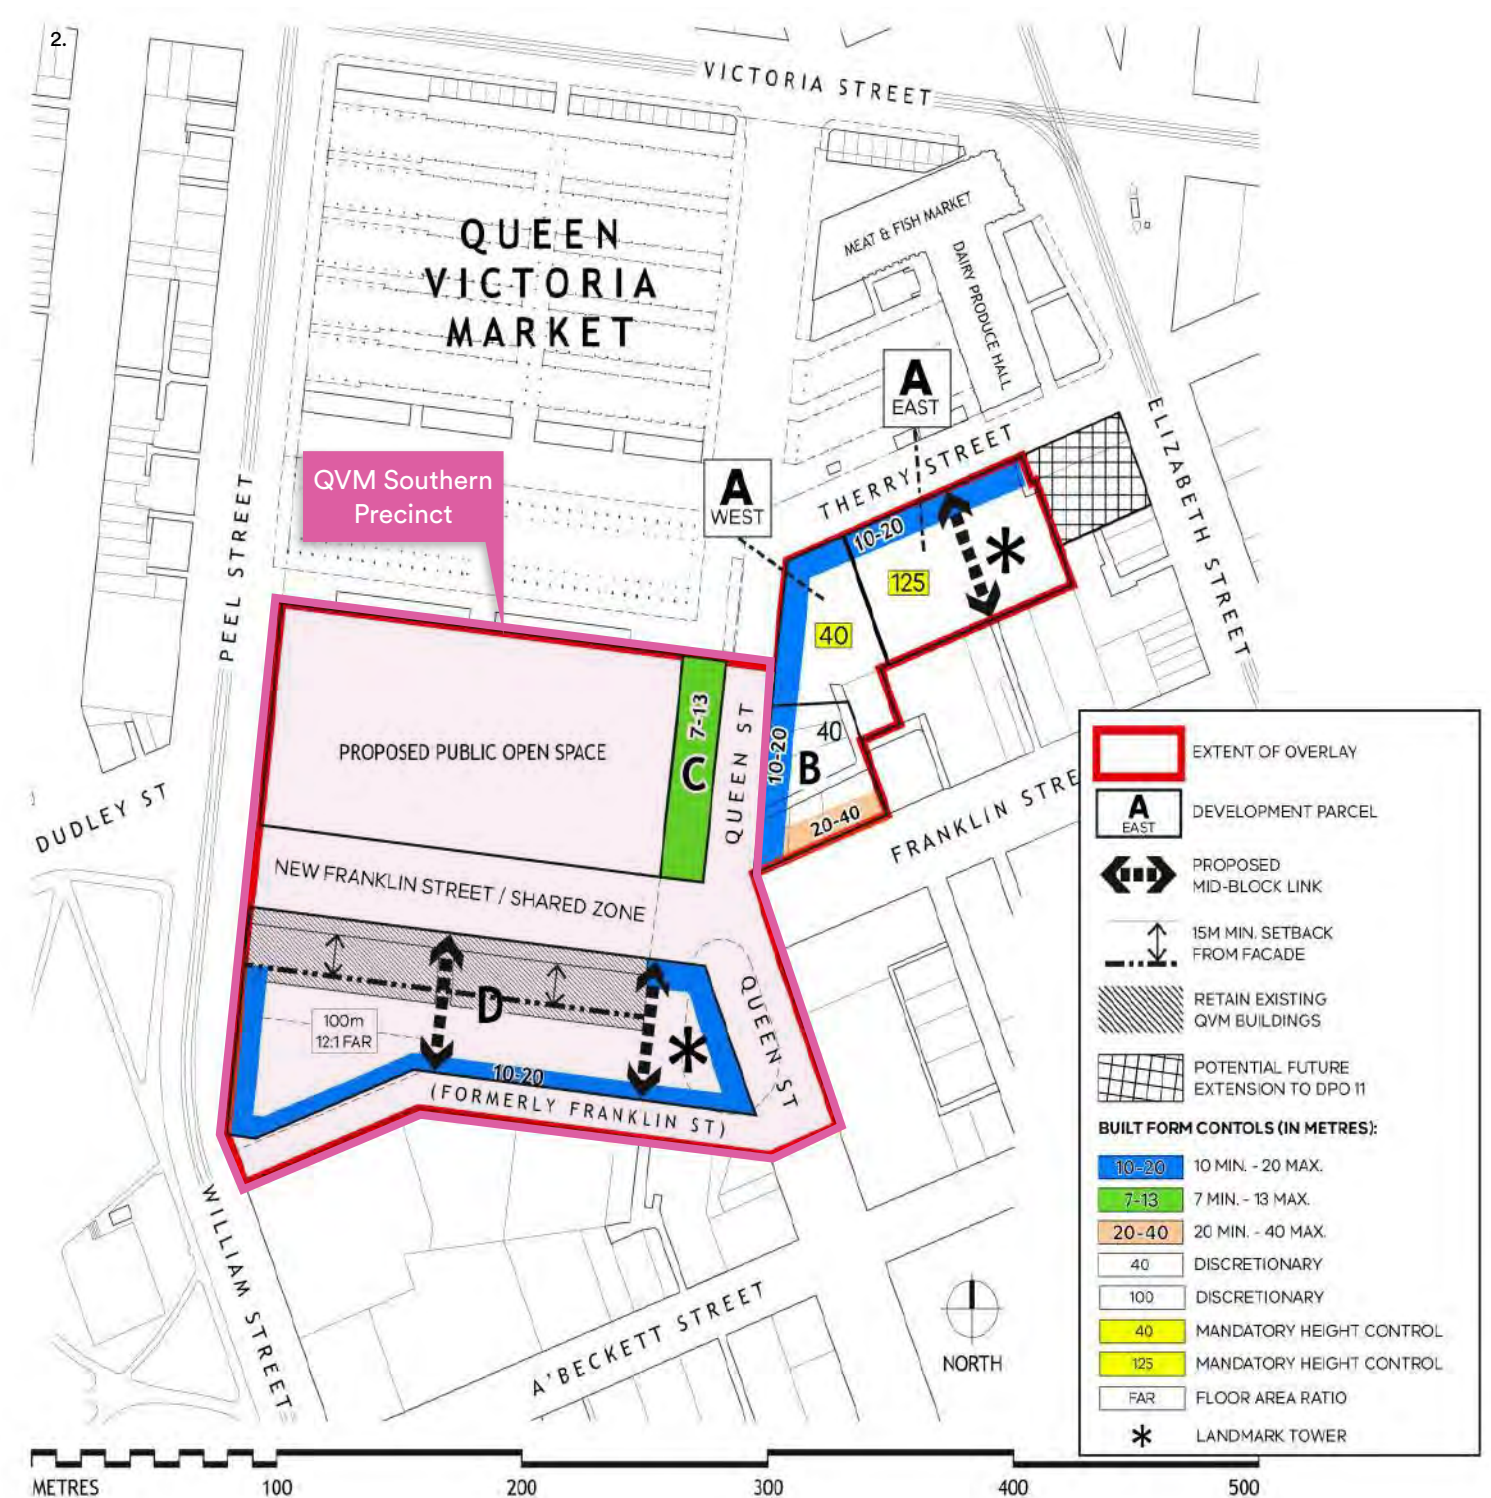 2.
VICTORIA STREET
QUEEN
VICTORIA
MARKET
MEAT & FISH MARKET
DAIRY PRODUCE HALL
A
EAST
ELIZABETH STREET
THERRY STREET
A
WEST
QVM Southern
Precinct
PEEL STREET
10-20
125
40
7-13
C
QUEEN ST
PROPOSED PUBLIC OPEN SPACE
40
10-20
B
20-40
DUDLEY ST
FRANKLIN STRE
NEW FRANKLIN STREET / SHARED ZONE
D
100m
12:1 FAR
QUEEN ST
10-20
(FORMERLY FRANKLIN ST)
WILLIAM STREET
A'BECKETT STREET
NORTH
EXTENT OF OVERLAY
A
EAST
DEVELOPMENT PARCEL
PROPOSED
MID-BLOCK LINK
15M MIN. SETBACK
FROM FACADE
RETAIN EXISTING
QVM BUILDINGS
POTENTIAL FUTURE
EXTENSION TO DPO 11
BUILT FORM CONTOLS (IN METRES):
10-20 10 MIN. - 20 MAX.
7-13 7 MIN. - 13 MAX.
20-40 20 MIN. - 40 MAX.
40 DISCRETIONARY
100 DISCRETIONARY
40 MANDATORY HEIGHT CONTROL
125 MANDATORY HEIGHT CONTROL
FAR FLOOR AREA RATIO
LANDMARK TOWER
METRES 100 200 300 400 500